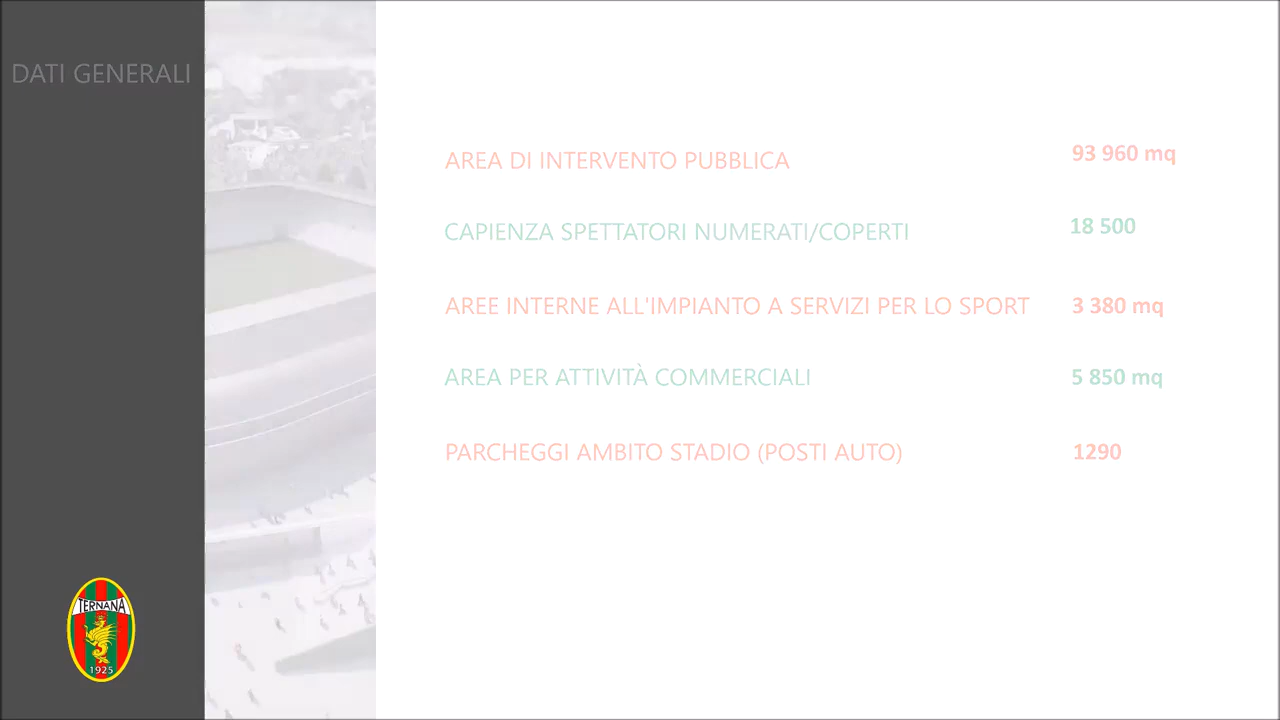 DATI GENERALI
AREA DI INTERVENTO PUBBLICA 93 960 mq
CAPIENZA SPETTATORI NUMERATI/COPERTI 18 500
AREE INTERNE ALL'IMPIANTO A SERVIZI PER LO SPORT 3 380 mq
AREA PER ATTIVITÀ COMMERCIALI 5 850 mq
PARCHEGGI AMBITO STADIO (POSTI AUTO) 1290
TERNANA
1925